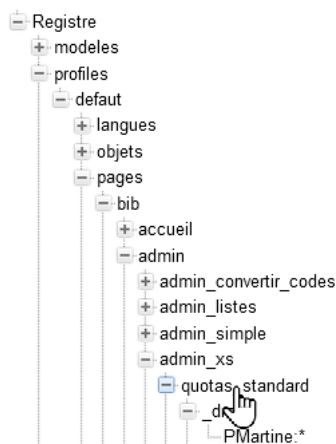 Registre
modeles
profiles
defaut
langues
objets
pages
bib
accueil
admin
admin_convertir_codes
admin_listes
admin_simple
admin_xs
quotas_standard
PMartine:*